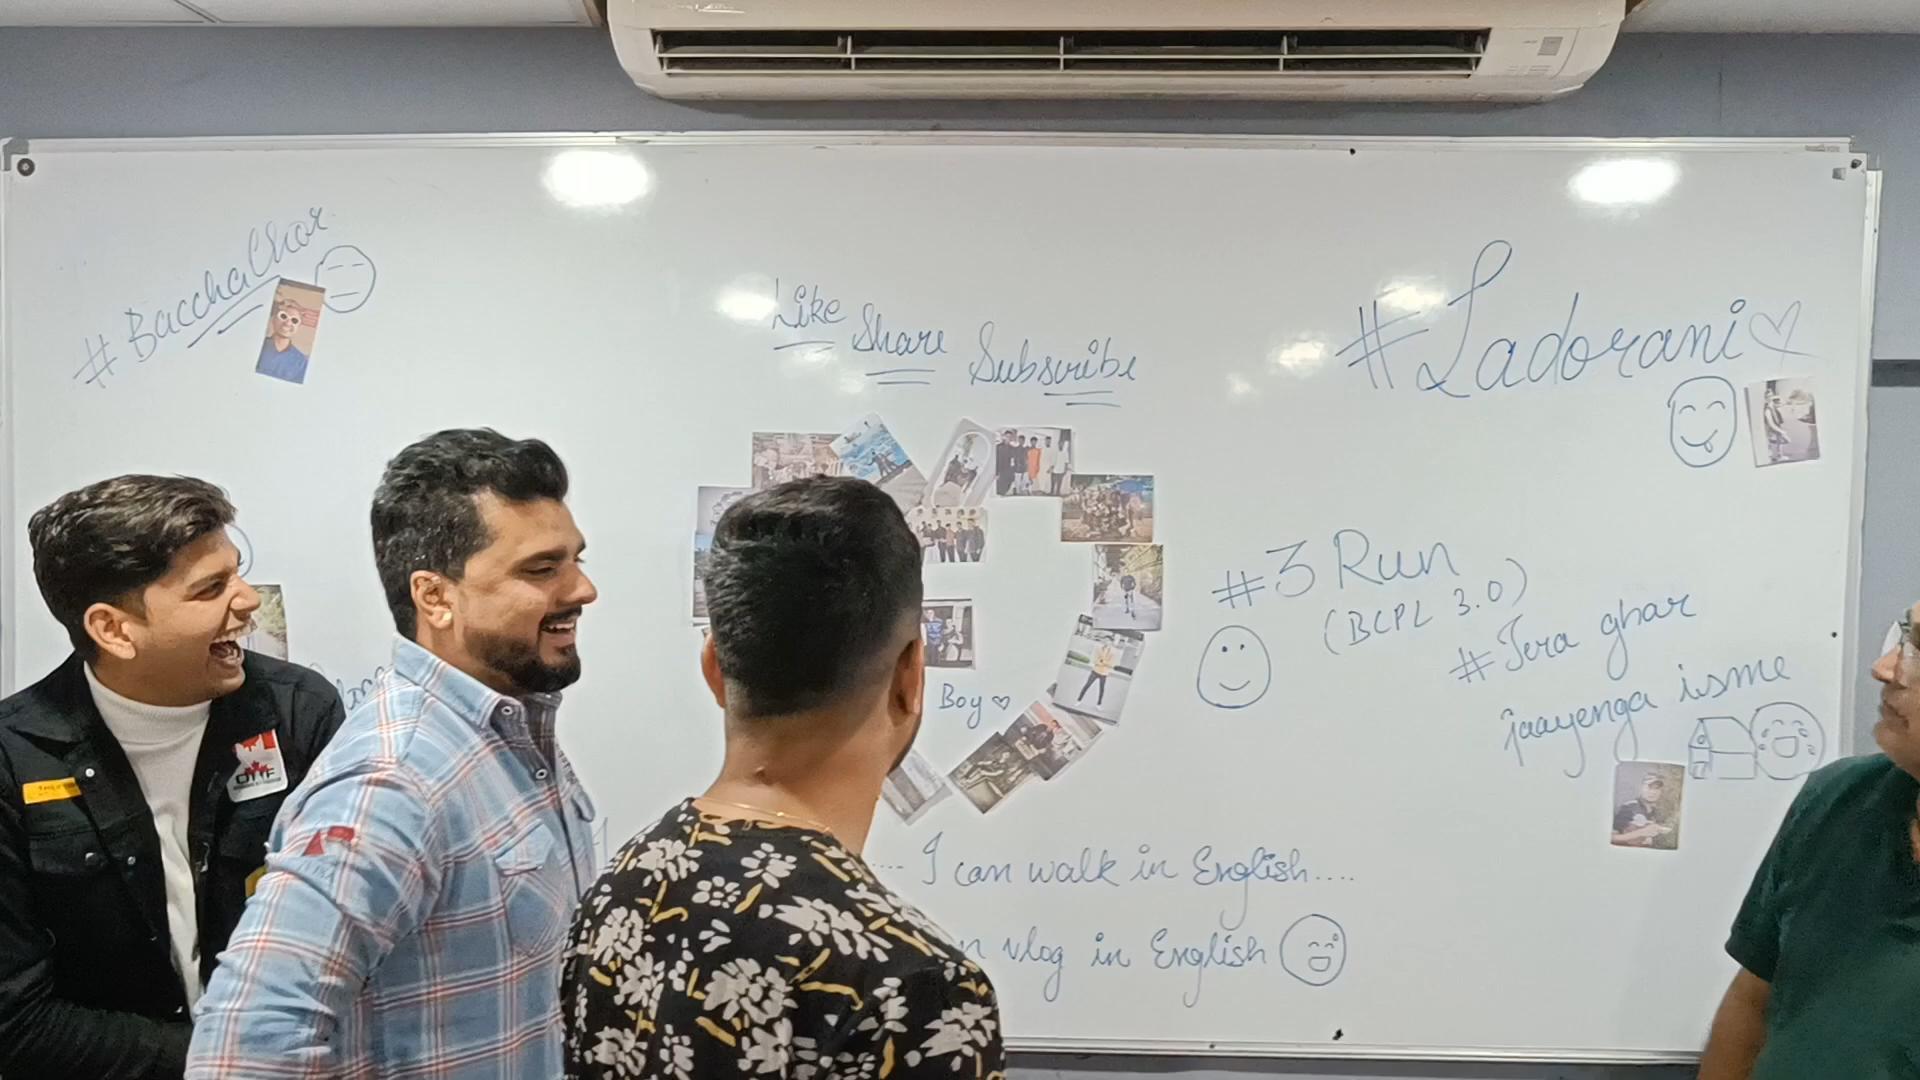 #BacchaChor
Like Share Subscribe
#Ladorani
#3 Run
(BCPL 3.0)
#Tera ghar
jaayenga isme
Boy
.... I can walk in English....
vlog in English